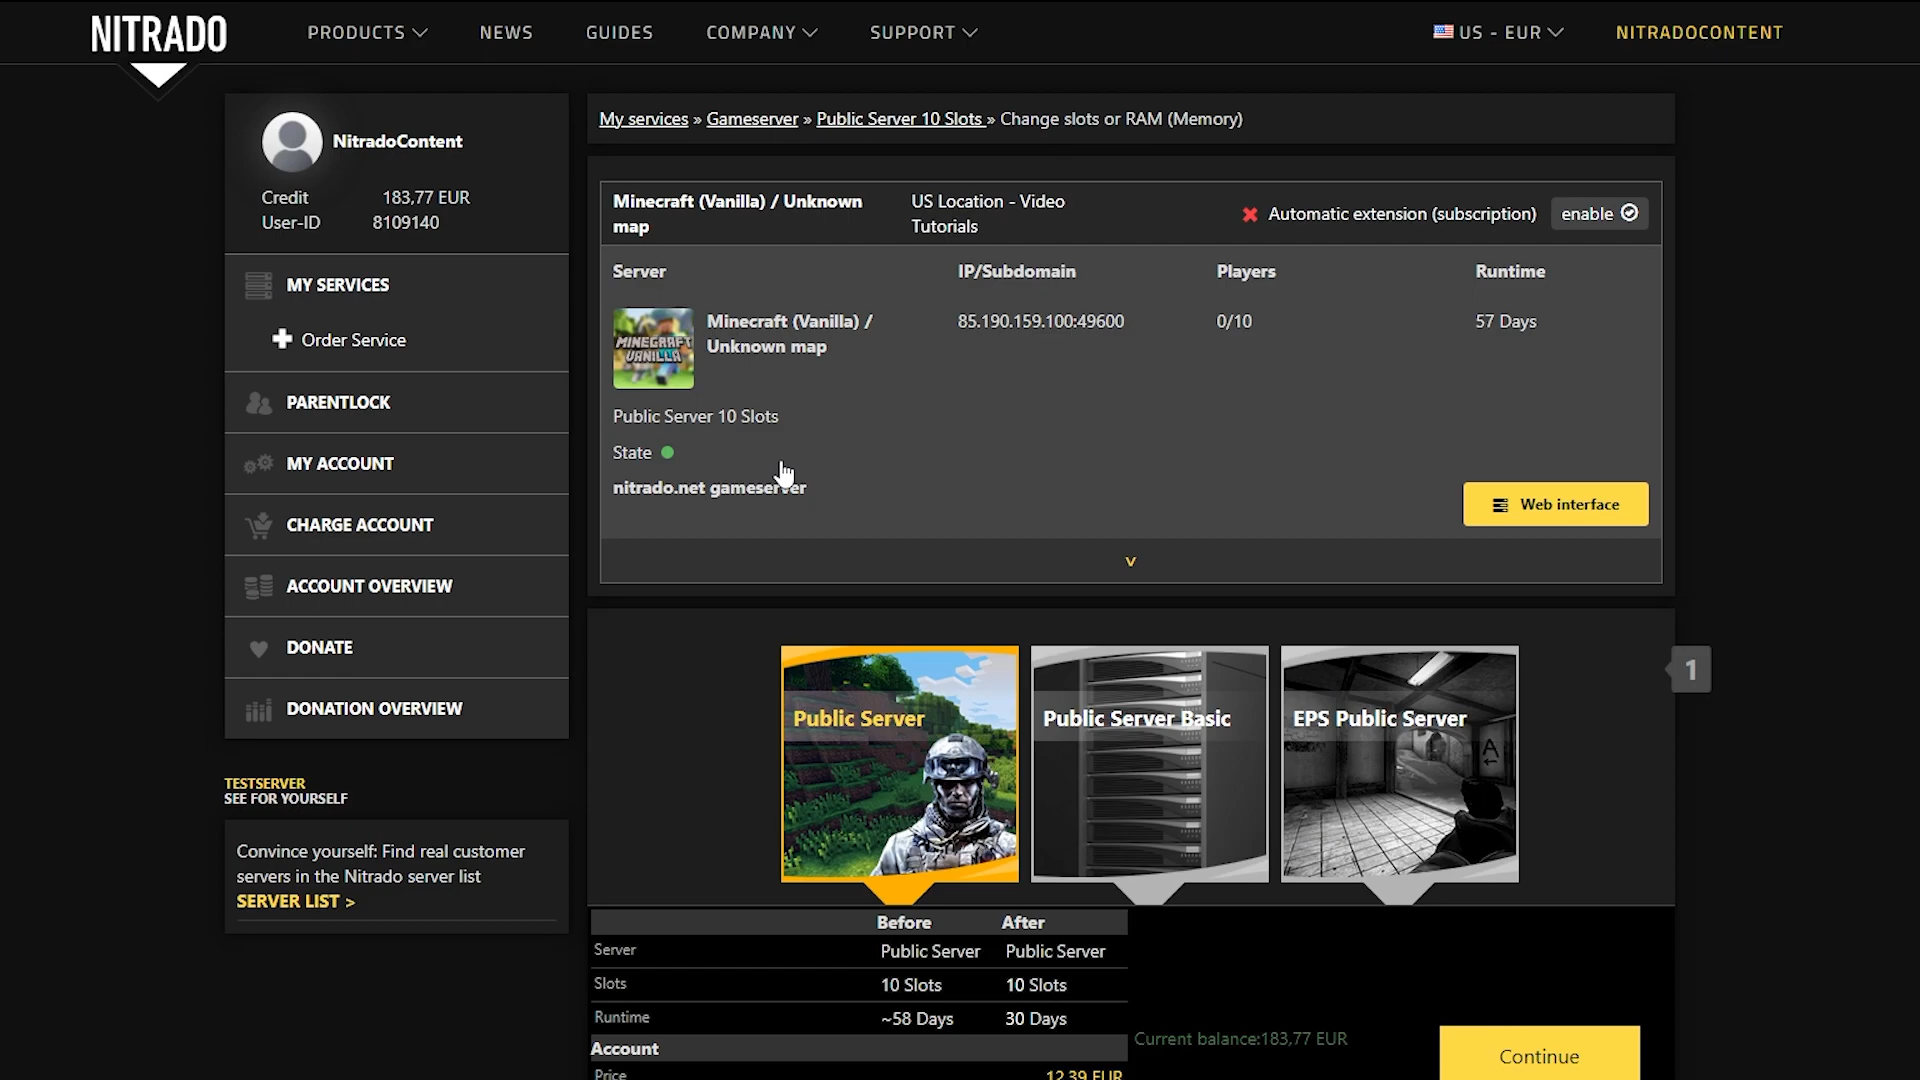 NITRADO
PRODUCTS
NEWS
GUIDES
COMPANY
SUPPORT
US - EUR
NITRADOCONTENT
NitradoContent
Credit 183,77 EUR
User-ID 8109140
MY SERVICES
Order Service
PARENTLOCK
MY ACCOUNT
CHARGE ACCOUNT
ACCOUNT OVERVIEW
DONATE
DONATION OVERVIEW
TESTSERVER
SEE FOR YOURSELF
Convince yourself: Find real customer
servers in the Nitrado server list
SERVER LIST >
My services » Gameserver » Public Server 10 Slots » Change slots or RAM (Memory)
Minecraft (Vanilla) / Unknown
map
US Location - Video
Tutorials
Automatic extension (subscription)
enable
Server IP/Subdomain Players Runtime
MINECRAFT
VANILLA
Minecraft (Vanilla) /
Unknown map
85.190.159.100:49600
0/10
57 Days
Public Server 10 Slots
State
nitrado.net gameserver
Web interface
v
Public Server
Public Server Basic
EPS Public Server
A
1
Before After
Server Public Server Public Server
Slots 10 Slots 10 Slots
Runtime ~58 Days 30 Days
Account
Price 12,39 EUR
Current balance:183,77 EUR
Continue